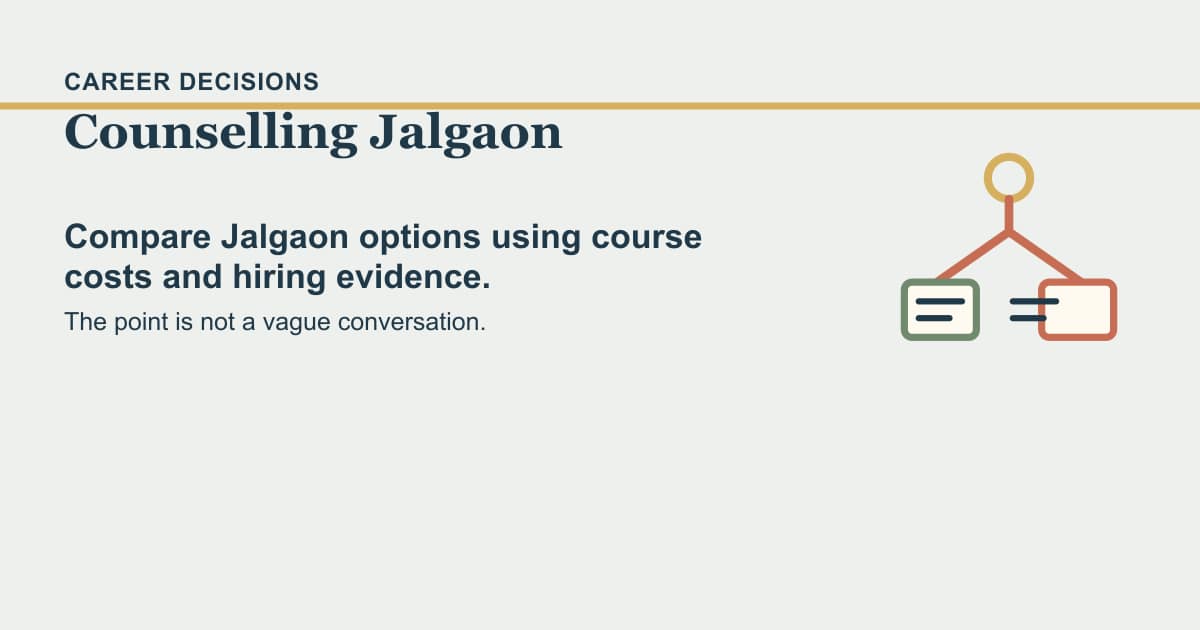 CAREER DECISIONS
Counselling Jalgaon
Compare Jalgaon options using course
costs and hiring evidence.
The point is not a vague conversation.